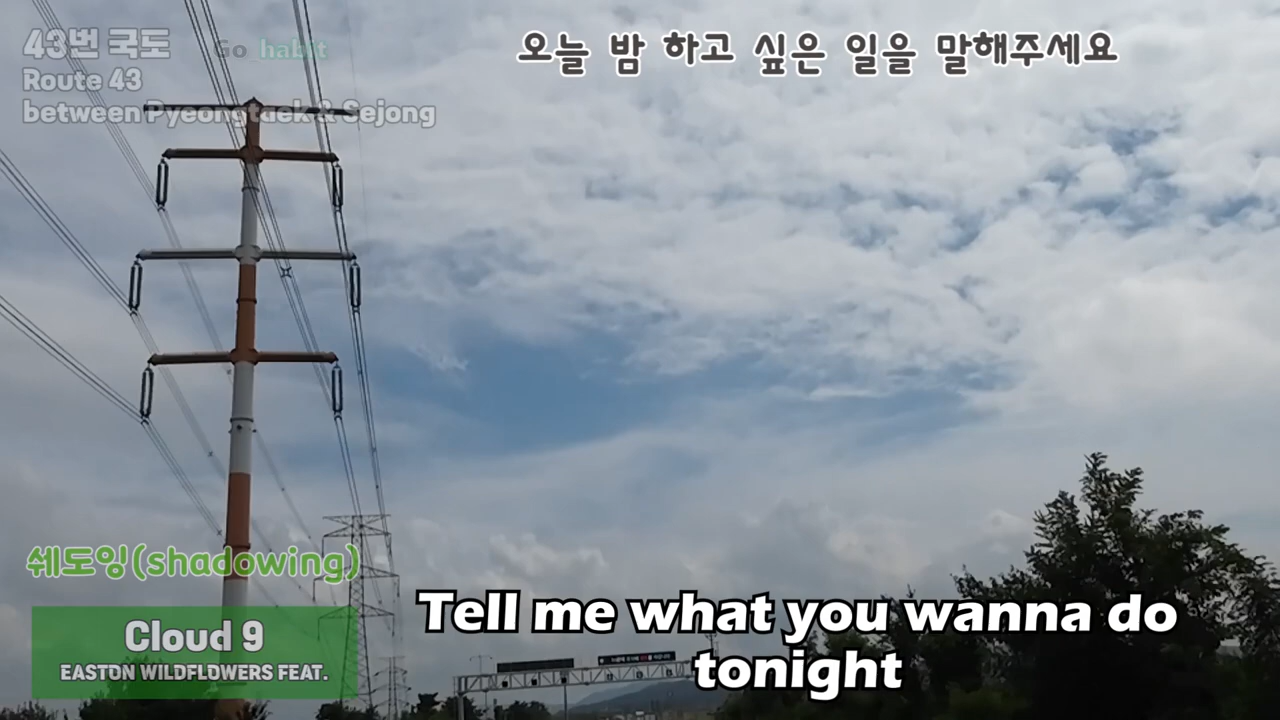 43번 국도
Go habit
오늘 밤 하고 싶은 일을 말해주세요
Route 43
between Pyeongtaek & Sejong
쉐도잉(shadowing)
Cloud 9
EASTON WILDFLOWERS FEAT.
Tell me what you wanna do
tonight